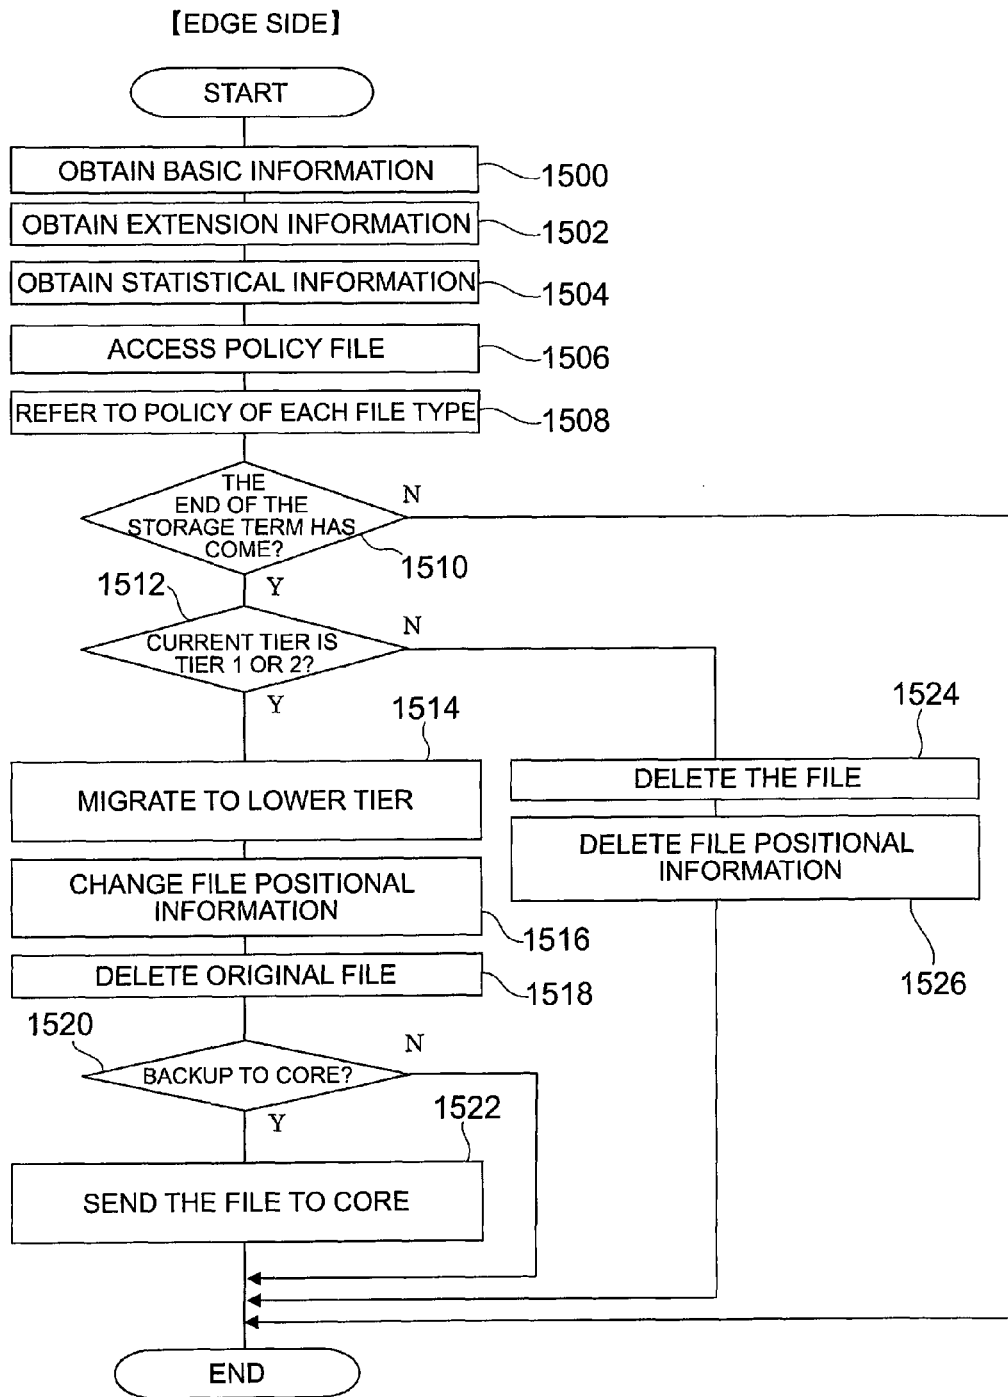 【EDGE SIDE】
START
OBTAIN BASIC INFORMATION
1500
OBTAIN EXTENSION INFORMATION
1502
OBTAIN STATISTICAL INFORMATION
1504
ACCESS POLICY FILE
1506
REFER TO POLICY OF EACH FILE TYPE
1508
THE
END OF THE
STORAGE TERM HAS
COME?
N
1510
Y
1512
CURRENT TIER IS
TIER 1 OR 2?
N
Y
1514
MIGRATE TO LOWER TIER
1524
DELETE THE FILE
CHANGE FILE POSITIONAL
INFORMATION
1516
DELETE FILE POSITIONAL
INFORMATION
1526
DELETE ORIGINAL FILE
1518
1520
BACKUP TO CORE?
N
Y
1522
SEND THE FILE TO CORE
END